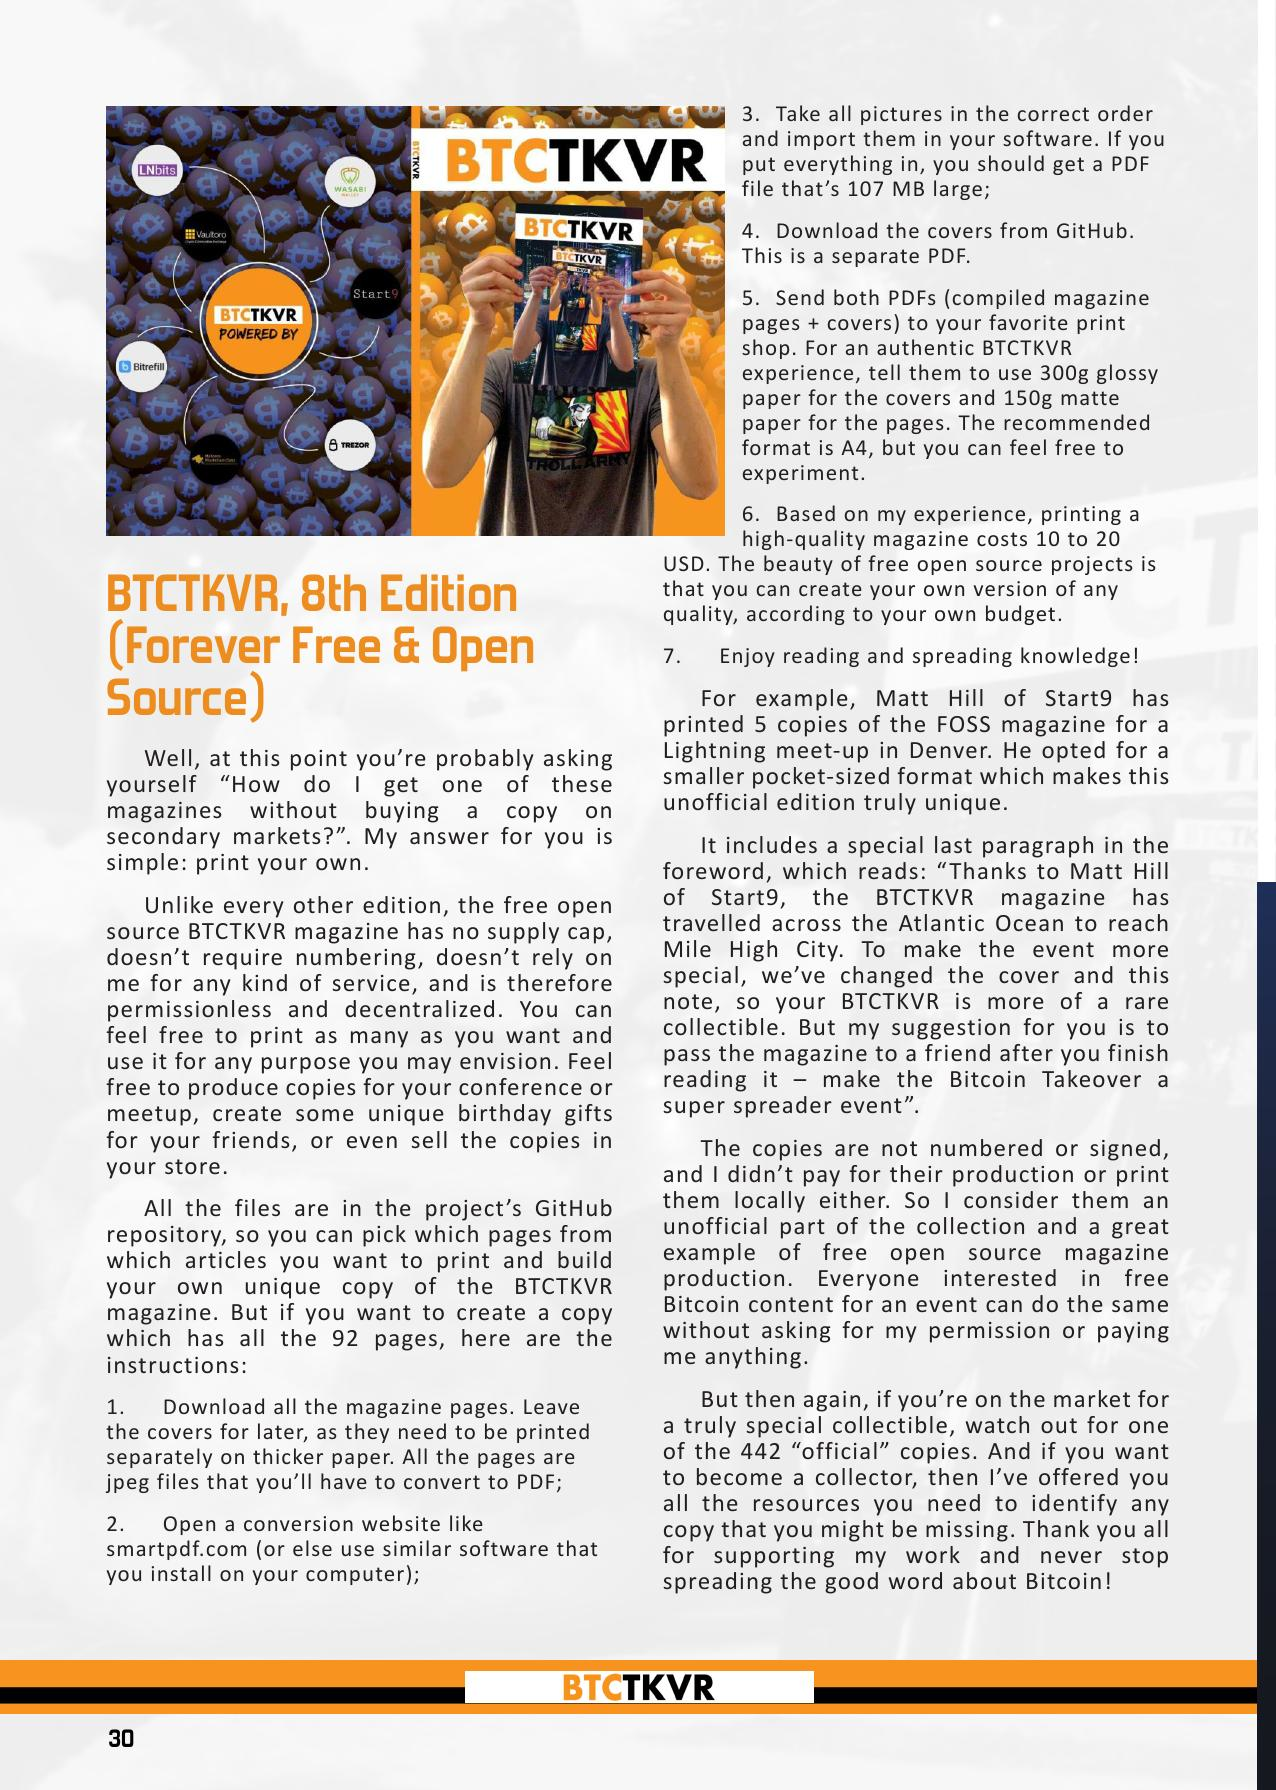 LNbits
WASABI
WALLET
Vaultoro
Start9
BTCTKVR
POWERED BY
Bitrefill
TREZOR
BTCTKVR
BTCTKVR
BTCTKVR
BTCTKVR
TROLL ARMY
BTCTKVR, 8th Edition
(Forever Free & Open
Source)
Well, at this point you’re probably asking
yourself “How do I get one of these
magazines without buying a copy on
secondary markets?”. My answer for you is
simple: print your own.
Unlike every other edition, the free open
source BTCTKVR magazine has no supply cap,
doesn’t require numbering, doesn’t rely on
me for any kind of service, and is therefore
permissionless and decentralized. You can
feel free to print as many as you want and
use it for any purpose you may envision. Feel
free to produce copies for your conference or
meetup, create some unique birthday gifts
for your friends, or even sell the copies in
your store.
All the files are in the project’s GitHub
repository, so you can pick which pages from
which articles you want to print and build
your own unique copy of the BTCTKVR
magazine. But if you want to create a copy
which has all the 92 pages, here are the
instructions:
1. Download all the magazine pages. Leave
the covers for later, as they need to be printed
separately on thicker paper. All the pages are
jpeg files that you’ll have to convert to PDF;
2. Open a conversion website like
smartpdf.com (or else use similar software that
you install on your computer);
3. Take all pictures in the correct order
and import them in your software. If you
put everything in, you should get a PDF
file that’s 107 MB large;
4. Download the covers from GitHub.
This is a separate PDF.
5. Send both PDFs (compiled magazine
pages + covers) to your favorite print
shop. For an authentic BTCTKVR
experience, tell them to use 300g glossy
paper for the covers and 150g matte
paper for the pages. The recommended
format is A4, but you can feel free to
experiment.
6. Based on my experience, printing a
high-quality magazine costs 10 to 20
USD. The beauty of free open source projects is
that you can create your own version of any
quality, according to your own budget.
7. Enjoy reading and spreading knowledge!
For example, Matt Hill of Start9 has
printed 5 copies of the FOSS magazine for a
Lightning meet-up in Denver. He opted for a
smaller pocket-sized format which makes this
unofficial edition truly unique.
It includes a special last paragraph in the
foreword, which reads: “Thanks to Matt Hill
of Start9, the BTCTKVR magazine has
travelled across the Atlantic Ocean to reach
Mile High City. To make the event more
special, we’ve changed the cover and this
note, so your BTCTKVR is more of a rare
collectible. But my suggestion for you is to
pass the magazine to a friend after you finish
reading it – make the Bitcoin Takeover a
super spreader event”.
The copies are not numbered or signed,
and I didn’t pay for their production or print
them locally either. So I consider them an
unofficial part of the collection and a great
example of free open source magazine
production. Everyone interested in free
Bitcoin content for an event can do the same
without asking for my permission or paying
me anything.
But then again, if you’re on the market for
a truly special collectible, watch out for one
of the 442 “official” copies. And if you want
to become a collector, then I’ve offered you
all the resources you need to identify any
copy that you might be missing. Thank you all
for supporting my work and never stop
spreading the good word about Bitcoin!
BTCTKVR
30